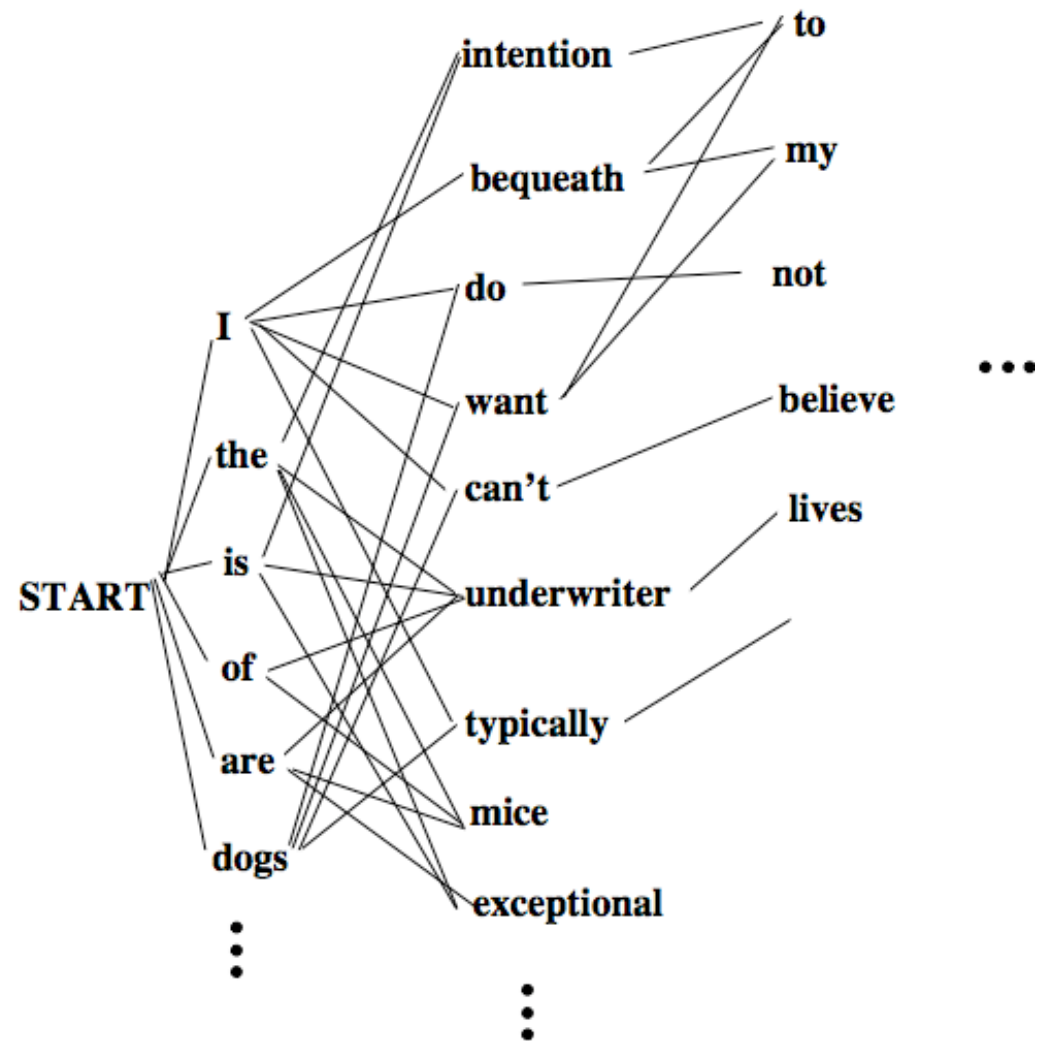 START
I
the
is
of
are
dogs
intention
bequeath
do
want
can't
underwriter
typically
mice
exceptional
to
my
not
believe
lives